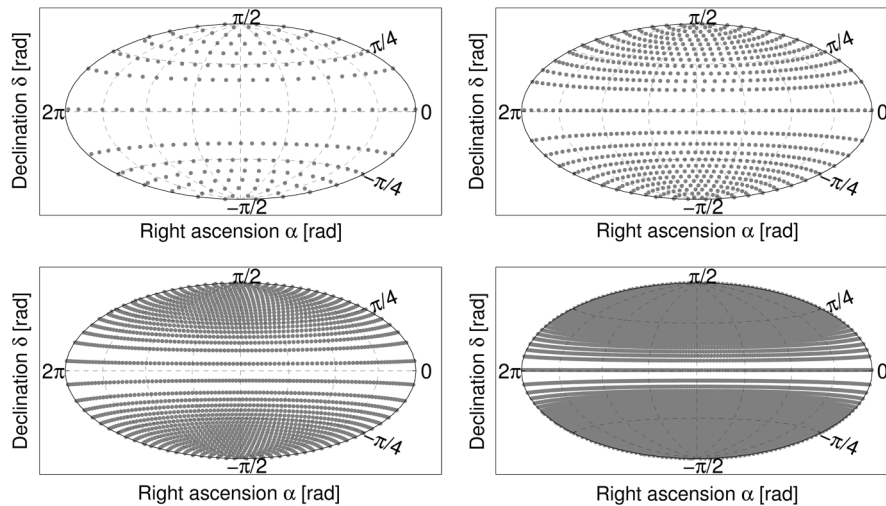 π/2
π/4
Declination δ [rad]
2π
0
−π/4
−π/2
Right ascension α [rad]
π/2
π/4
Declination δ [rad]
2π
0
−π/4
−π/2
Right ascension α [rad]
π/2
π/4
Declination δ [rad]
2π
0
−π/4
−π/2
Right ascension α [rad]
π/2
π/4
Declination δ [rad]
2π
0
−π/4
−π/2
Right ascension α [rad]